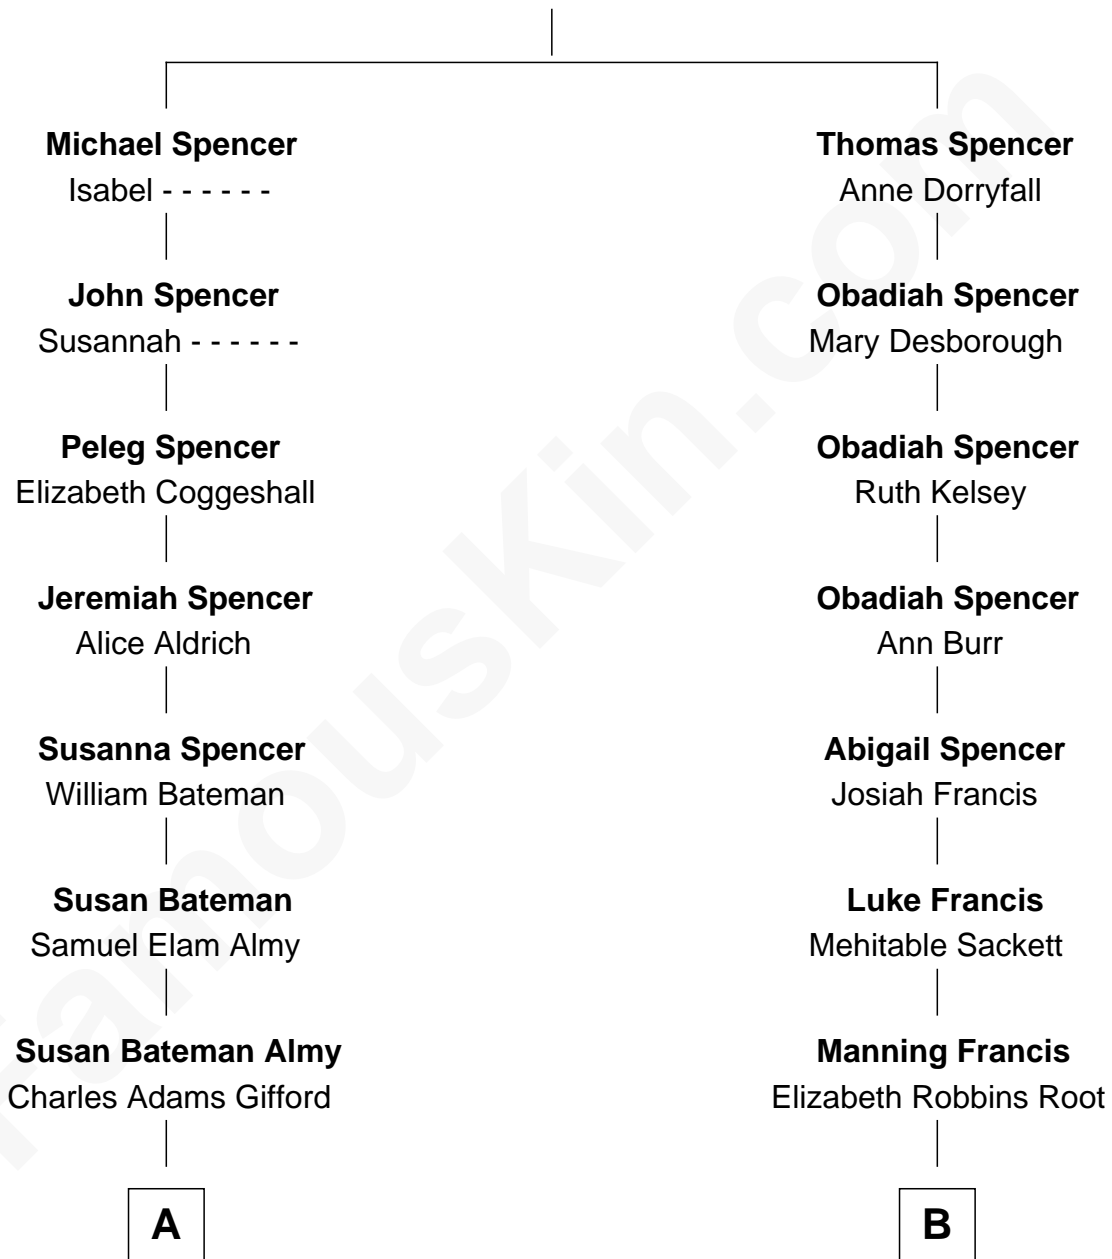 Michael Spencer
Isabel - - - - - -
John Spencer
Susannah - - - - - -
Peleg Spencer
Elizabeth Coggeshall
Jeremiah Spencer
Alice Aldrich
Susanna Spencer
William Bateman
Susan Bateman
Samuel Elam Almy
Susan Bateman Almy
Charles Adams Gifford
A
Thomas Spencer
Anne Dorryfall
Obadiah Spencer
Mary Desborough
Obadiah Spencer
Ruth Kelsey
Obadiah Spencer
Ann Burr
Abigail Spencer
Josiah Francis
Luke Francis
Mehitable Sackett
Manning Francis
Elizabeth Robbins Root
B
FamousKin.com